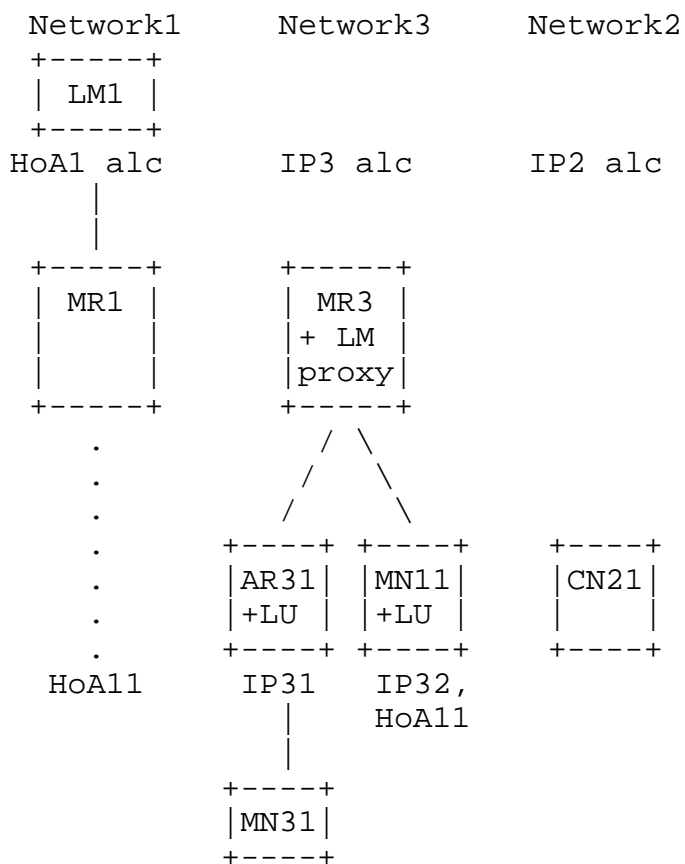 Network1 Network3 Network2
LM1
HoA1 alc IP3 alc IP2 alc
MR1 MR3
+ LM
proxy
AR31 MN11 CN21
+LU +LU
HoA11 IP31 IP32,
HoA11
MN31